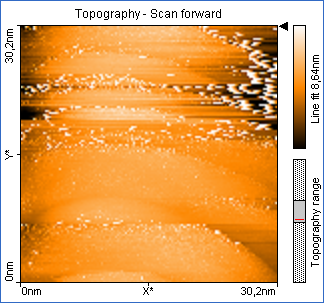 Topography - Scan forward
30,2nm
Y*
0nm
0nm
X*
30,2nm
Line fit 8,64nm
Topography range